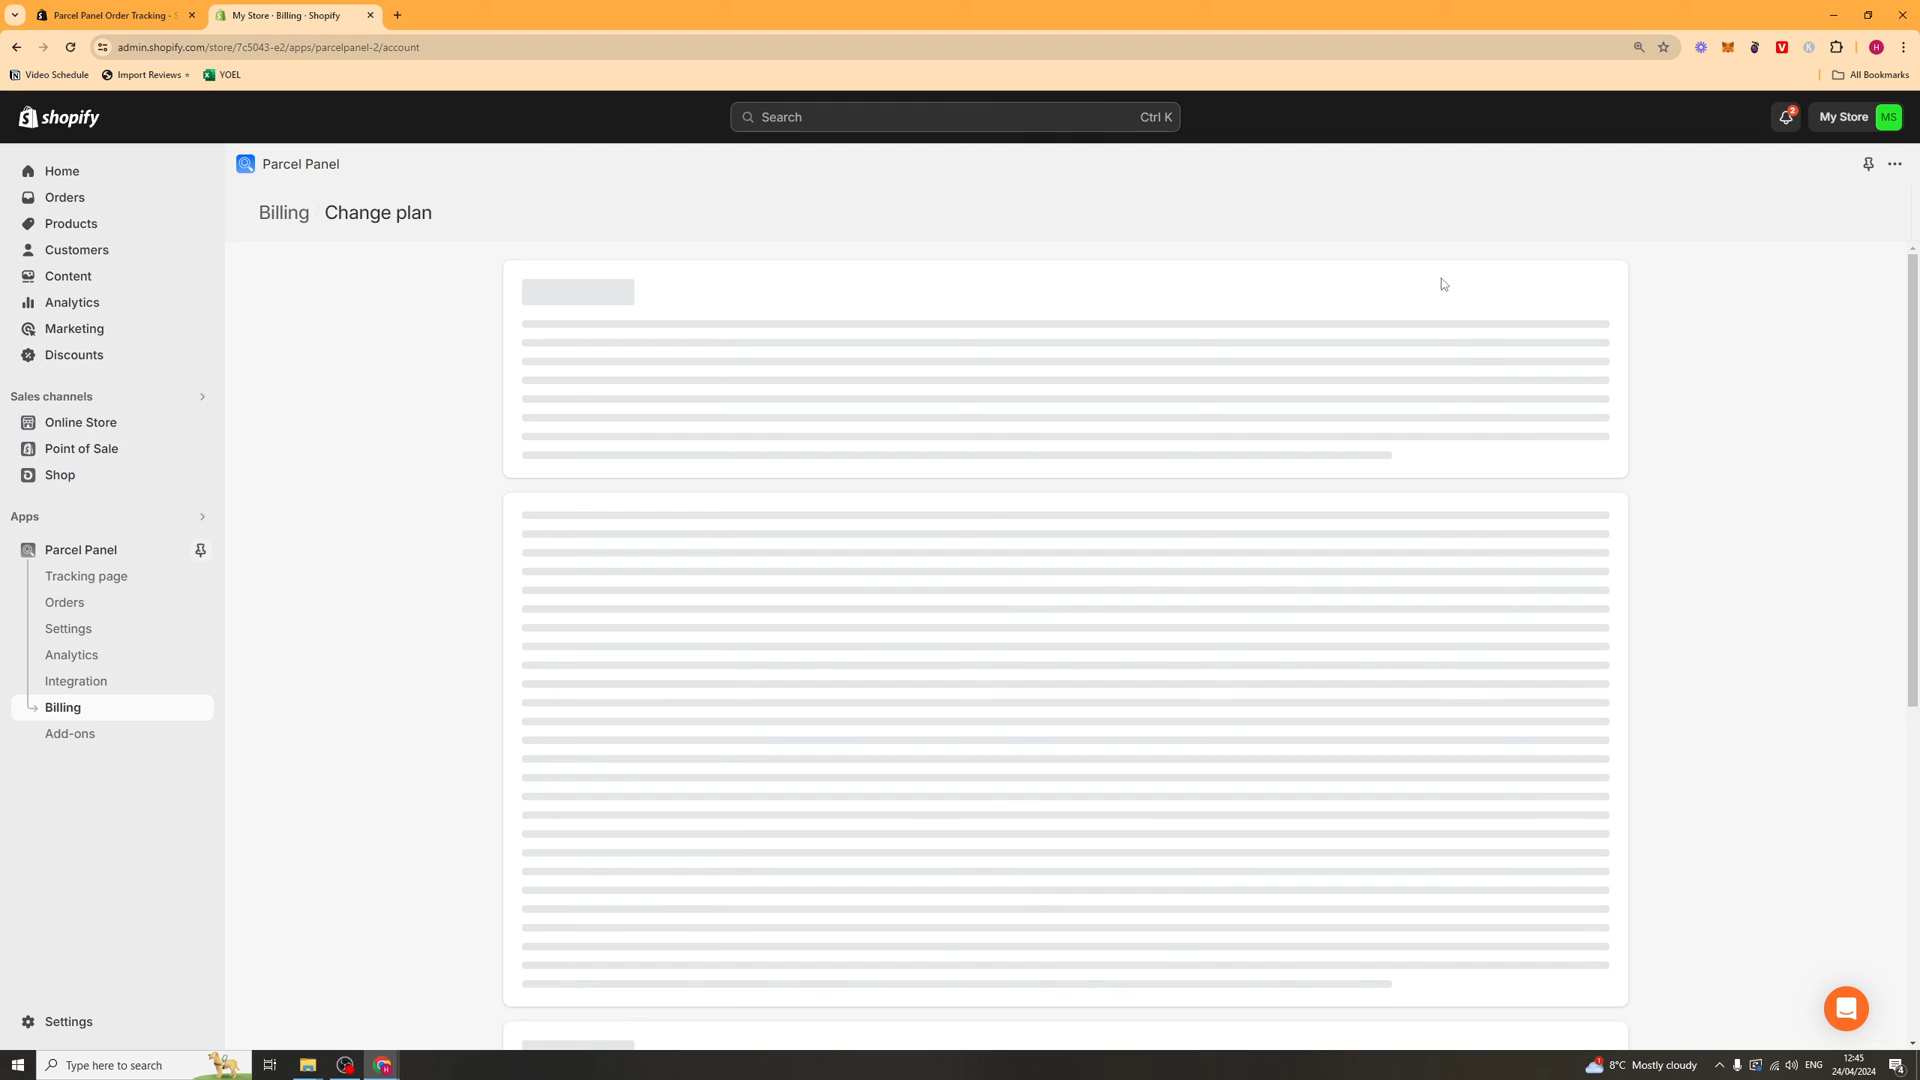 Parcel Panel Order Tracking - S
My Store · Billing · Shopify
admin.shopify.com/store/7c5043-e2/apps/parcelpanel-2/account
Video Schedule
Import Reviews
YOEL
All Bookmarks
shopify
Search
Ctrl K
2
My Store
MS
Home
Orders
Products
Customers
Content
Analytics
Marketing
Discounts
Sales channels
Online Store
Point of Sale
Shop
Apps
Parcel Panel
Tracking page
Orders
Settings
Analytics
Integration
Billing
Add-ons
Settings
Parcel Panel
Billing / Change plan
Type here to search
1
8°C Mostly cloudy
ENG
12:45
24/04/2024
4